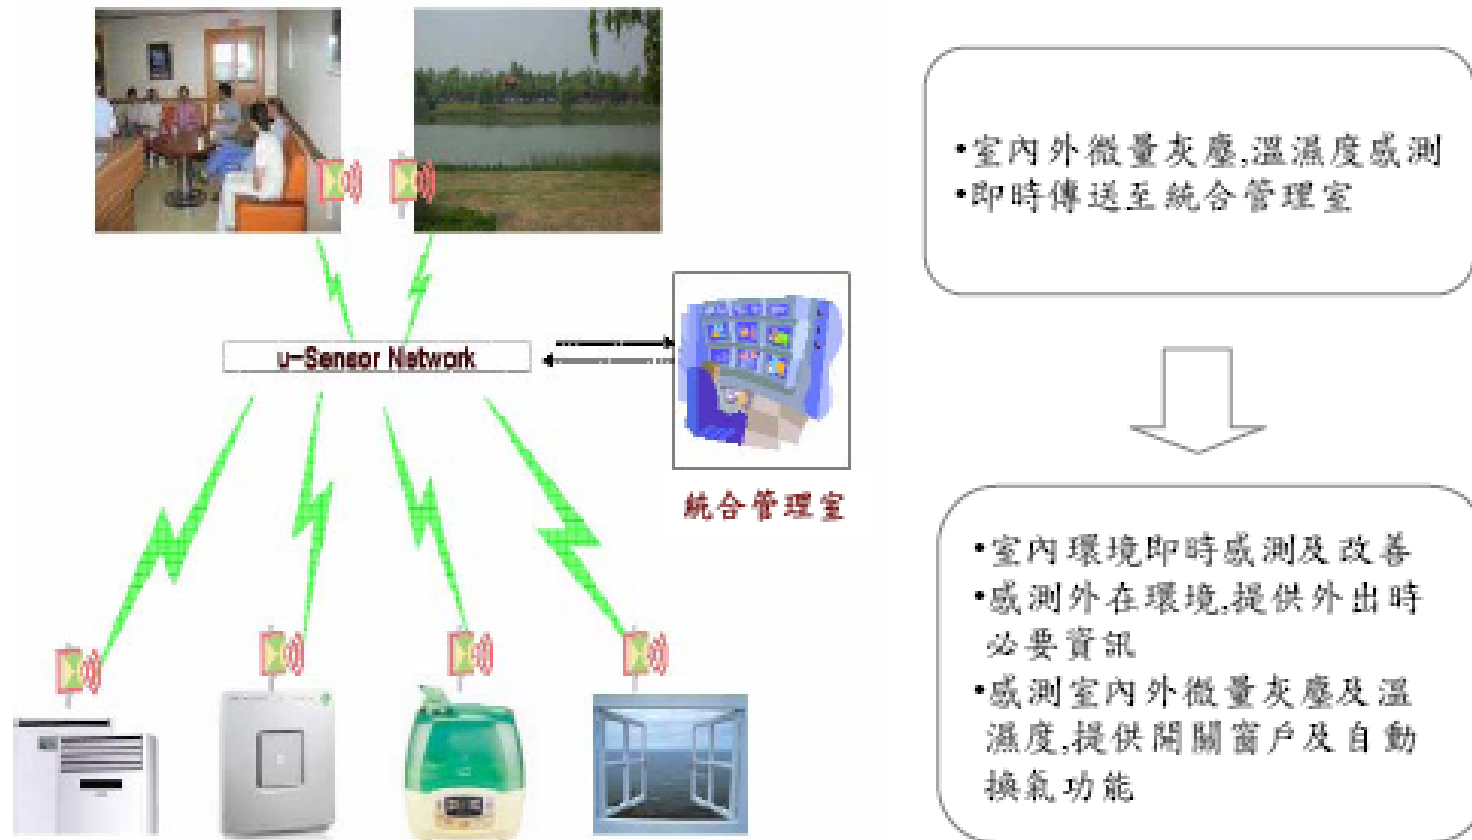 u-Sensor Network
統合管理室
•室內外微量灰塵,溫濕度感測
•即時傳送至統合管理室
•室內環境即時感測及改善
•感測外在環境,提供外出時
必要資訊
•感測室內外微量灰塵及溫
濕度,提供開關窗戶及自動
換氣功能